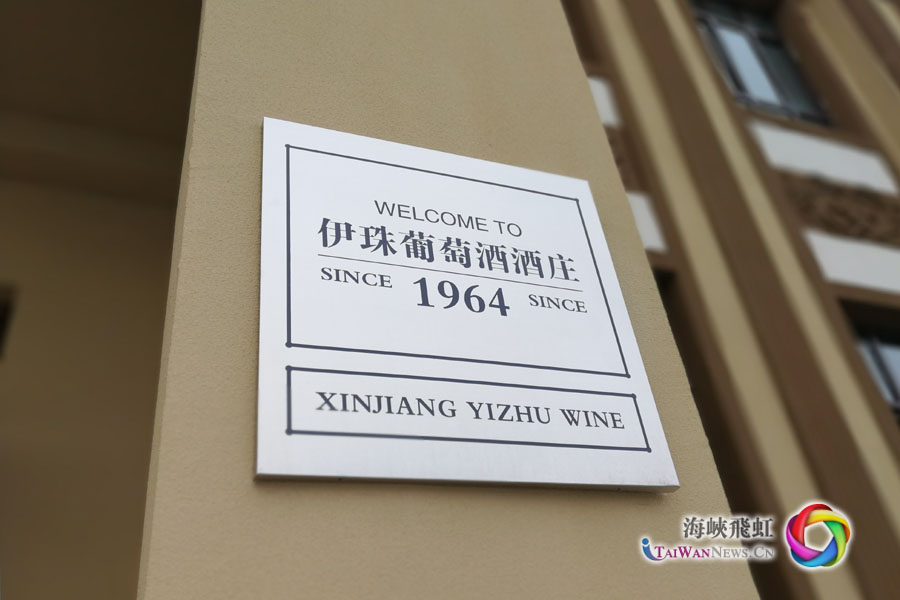 WELCOME TO
伊珠葡萄酒酒庄
SINCE 1964 SINCE
XINJIANG YIZHU WINE
海峽飛虹
iTAIWANNEWS.CN